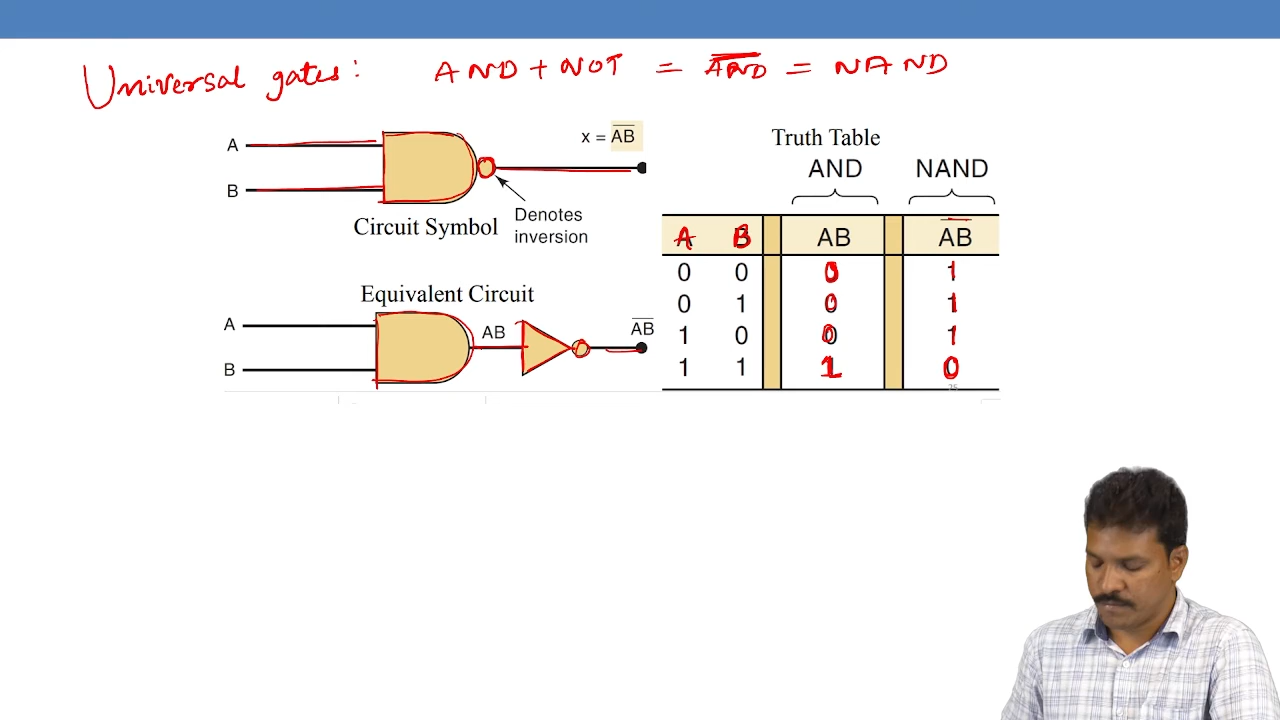 Universal gates: AND + NOT = A̅N̅D̅ = NAND
A
B
x = A̅B̅
Circuit Symbol
Denotes
inversion
Equivalent Circuit
A
B
AB
A̅B̅
Truth Table
AND NAND
A B AB A̅B̅
0 0 0 1
0 1 0 1
1 0 0 1
1 1 1 0
25